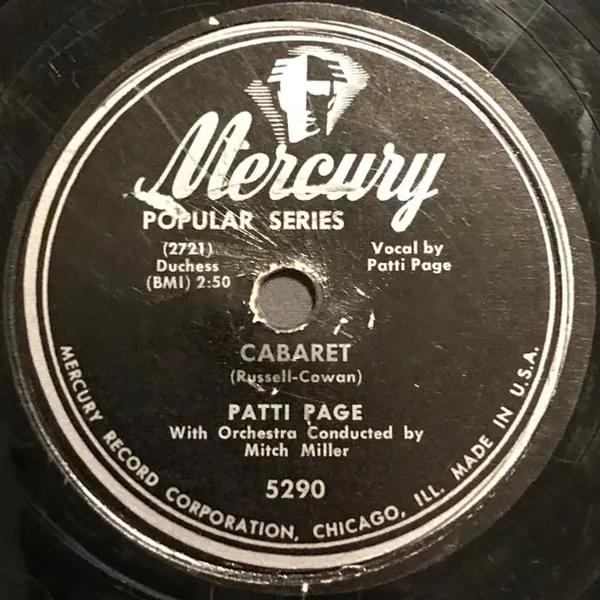 Mercury
POPULAR SERIES
(2721)
Duchess
(BMI) 2:50
Vocal by
Patti Page
CABARET
(Russell-Cowan)
PATTI PAGE
With Orchestra Conducted by
Mitch Miller
5290
MERCURY RECORD CORPORATION, CHICAGO, ILL. MADE IN U.S.A.